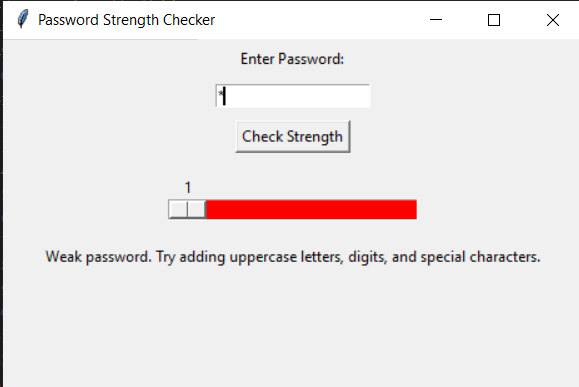 Password Strength Checker
Enter Password:
*
Check Strength
1
Weak password. Try adding uppercase letters, digits, and special characters.